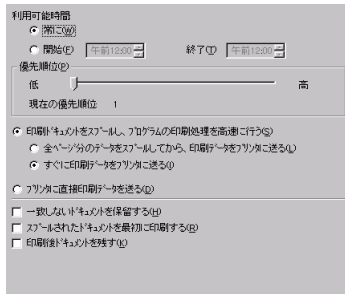 利用可能時間
常に(W)
開始(F) 午前12:00 終了(T) 午前12:00
優先順位(P)
低 高
現在の優先順位 1
印刷ﾄﾞｷｭﾒﾝﾄをｽﾌﾟｰﾙし、ﾌﾟﾛｸﾞﾗﾑの印刷処理を高速に行う(S)
全ﾍﾟｰｼﾞ分のﾃﾞｰﾀをｽﾌﾟｰﾙしてから、印刷ﾃﾞｰﾀをﾌﾟﾘﾝﾀに送る(L)
すぐに印刷ﾃﾞｰﾀをﾌﾟﾘﾝﾀに送る(I)
ﾌﾟﾘﾝﾀに直接印刷ﾃﾞｰﾀを送る(D)
一致しないﾄﾞｷｭﾒﾝﾄを保留する(H)
ｽﾌﾟｰﾙされたﾄﾞｷｭﾒﾝﾄを最初に印刷する(R)
印刷後ﾄﾞｷｭﾒﾝﾄを残す(K)